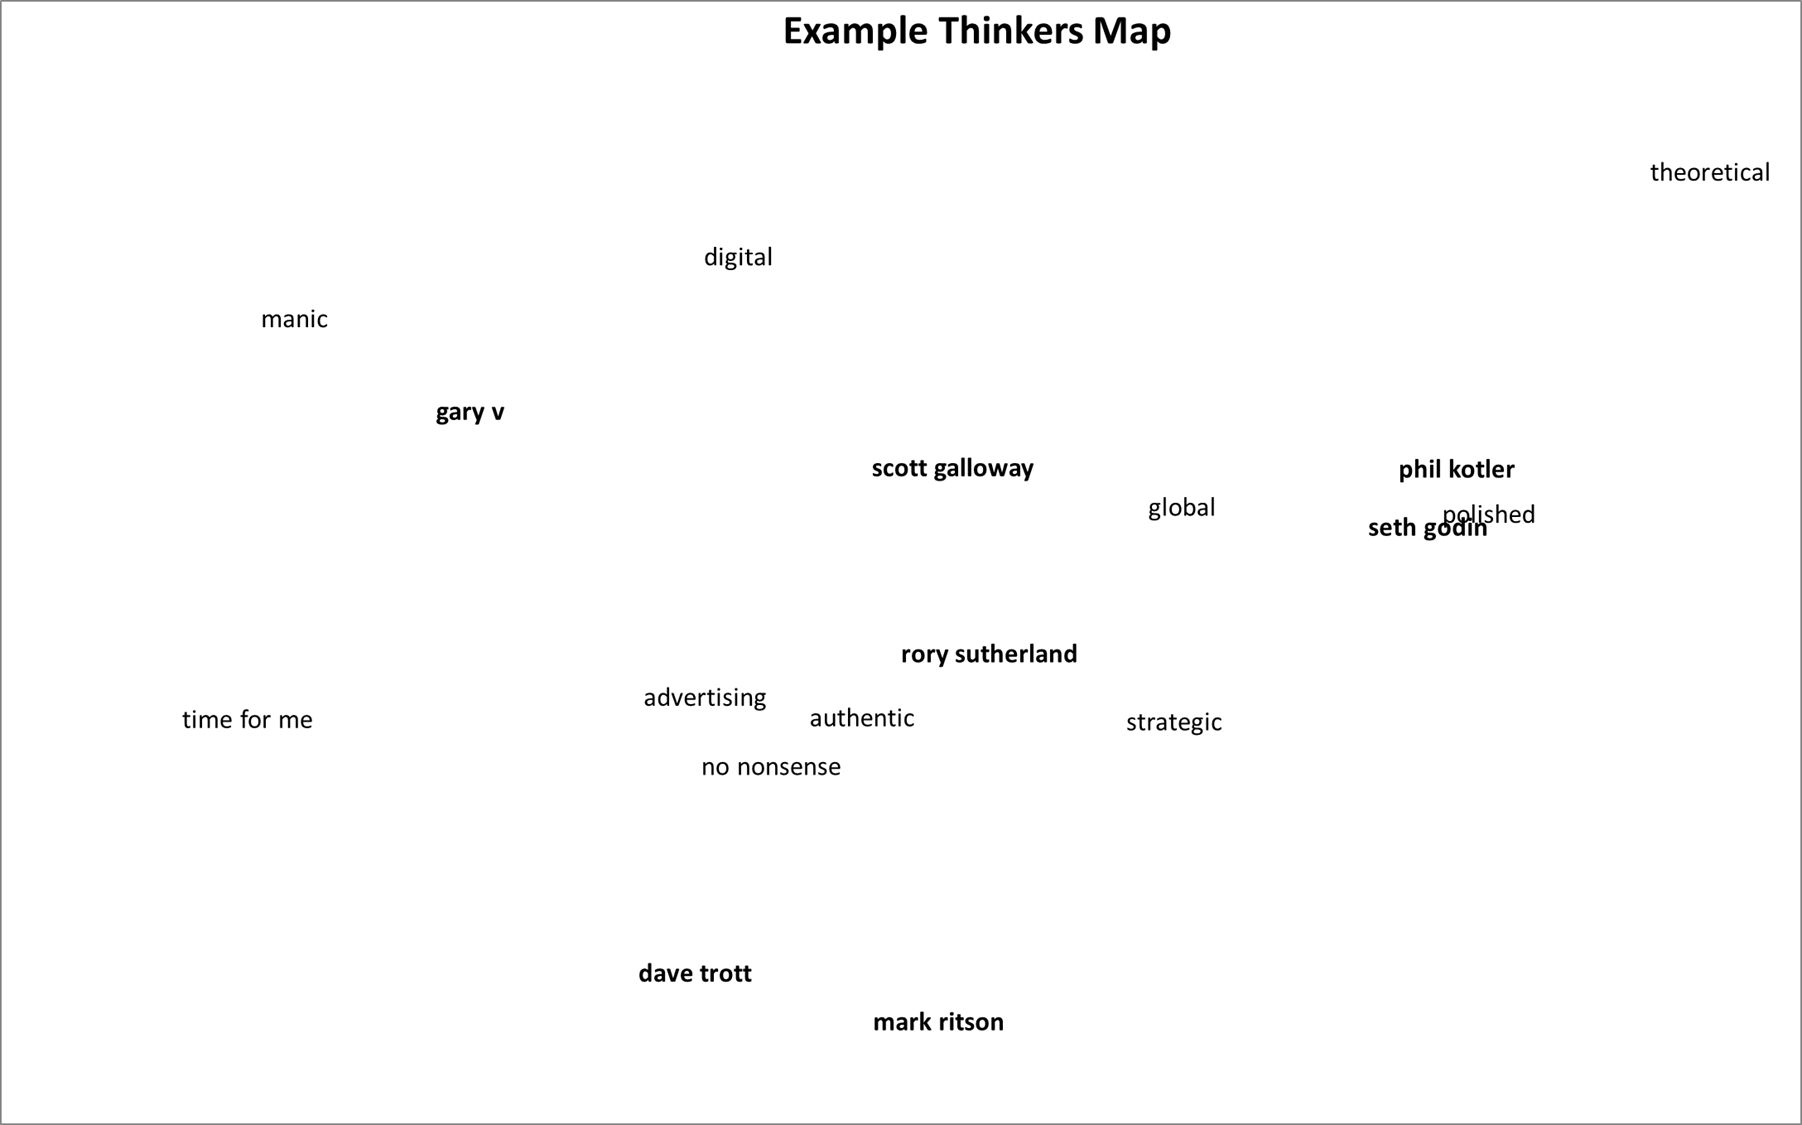 Example Thinkers Map
theoretical
digital
manic
gary v
scott galloway
phil kotler
global
polished
seth godin
rory sutherland
advertising
authentic
time for me
strategic
no nonsense
dave trott
mark ritson